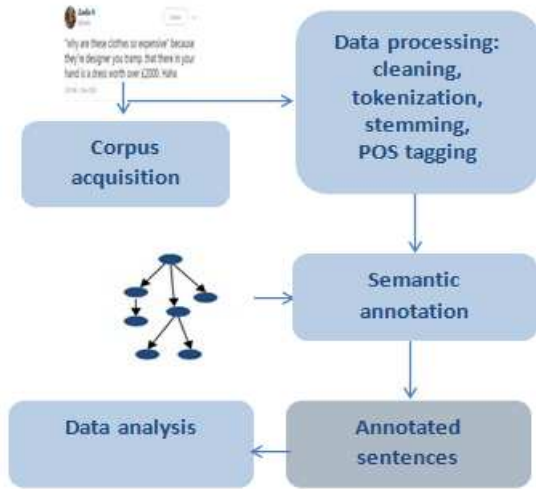 "why are these clothes so expensive" because
they're designer you tramp. that there in your
hand is a dress worth over £2000. Haha
Corpus
acquisition
Data processing:
cleaning,
tokenization,
stemming,
POS tagging
Semantic
annotation
Annotated
sentences
Data analysis